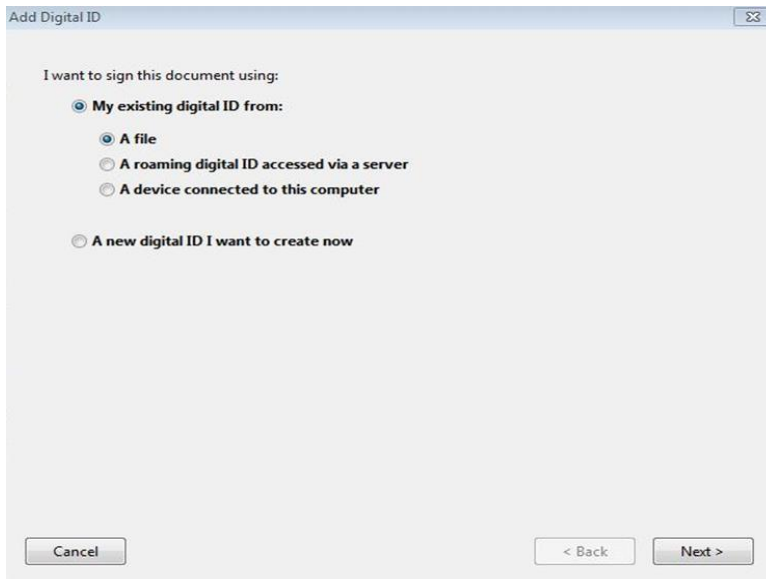 Add Digital ID
I want to sign this document using:
My existing digital ID from:
A file
A roaming digital ID accessed via a server
A device connected to this computer
A new digital ID I want to create now
Cancel
< Back
Next >